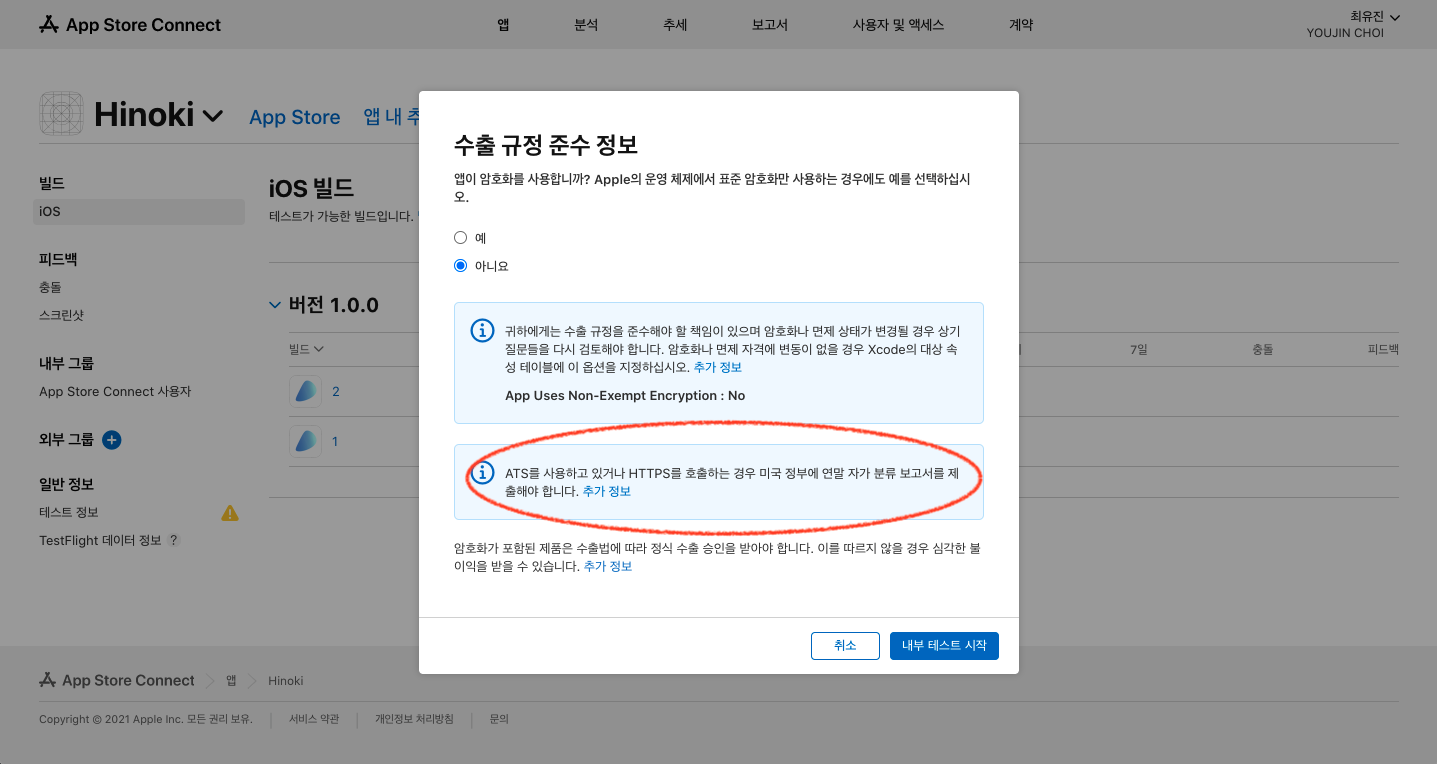 App Store Connect
앱 분석 추세 보고서 사용자 및 액세스 계약
최유진
YOUJIN CHOI
Hinoki App Store 앱 내 추
빌드
iOS
피드백
충돌
스크린샷
내부 그룹
App Store Connect 사용자
외부 그룹
일반 정보
테스트 정보
TestFlight 데이터 정보 ?
iOS 빌드
테스트가 가능한 빌드입니다.
버전 1.0.0
빌드 7일 충돌 피드백
2
1
수출 규정 준수 정보
앱이 암호화를 사용합니까? Apple의 운영 체제에서 표준 암호화만 사용하는 경우에도 예를 선택하십시
오.
예
아니요
귀하에게는 수출 규정을 준수해야 할 책임이 있으며 암호화나 면제 상태가 변경될 경우 상기
질문들을 다시 검토해야 합니다. 암호화나 면제 자격에 변동이 없을 경우 Xcode의 대상 속
성 테이블에 이 옵션을 지정하십시오. 추가 정보
App Uses Non-Exempt Encryption : No
ATS를 사용하고 있거나 HTTPS를 호출하는 경우 미국 정부에 연말 자가 분류 보고서를 제
출해야 합니다. 추가 정보
암호화가 포함된 제품은 수출법에 따라 정식 수출 승인을 받아야 합니다. 이를 따르지 않을 경우 심각한 불
이익을 받을 수 있습니다. 추가 정보
취소 내부 테스트 시작
App Store Connect 앱 Hinoki
Copyright © 2021 Apple Inc. 모든 권리 보유. 서비스 약관 개인정보 처리방침 문의